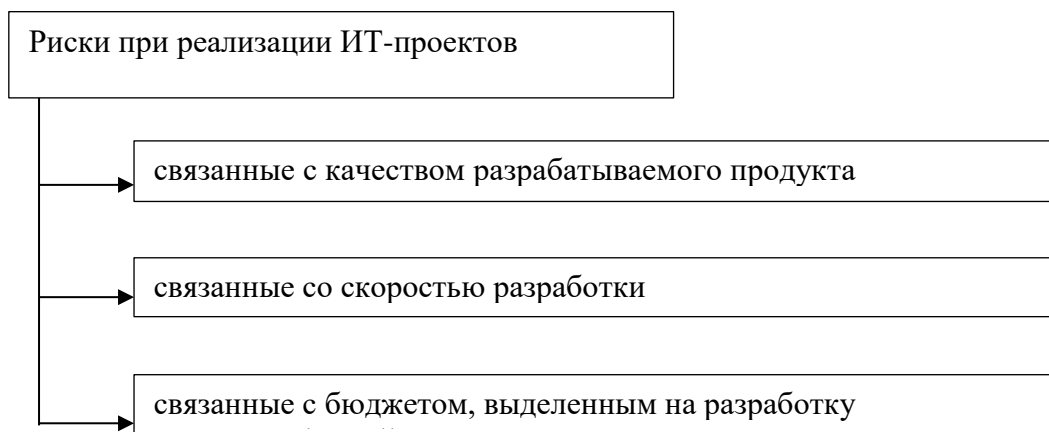 Риски при реализации ИТ-проектов
связанные с качеством разрабатываемого продукта
связанные со скоростью разработки
связанные с бюджетом, выделенным на разработку